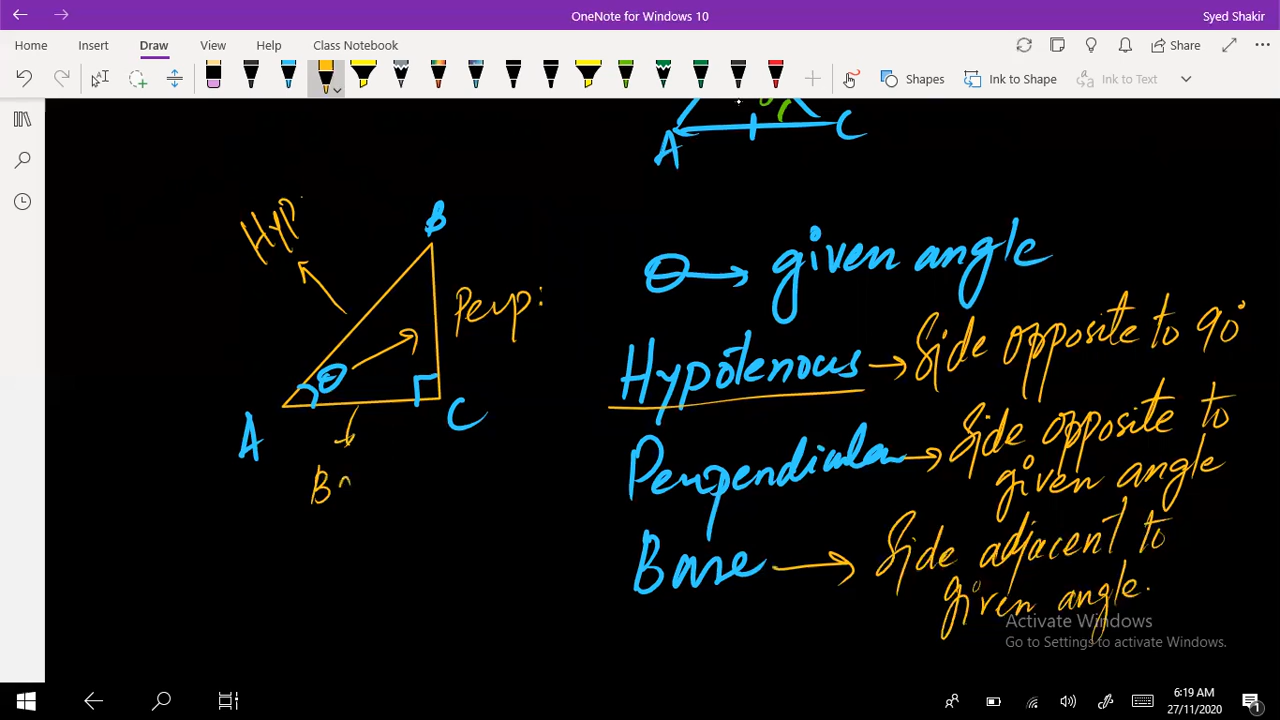 OneNote for Windows 10
Syed Shakir
Home Insert Draw View Help Class Notebook
Share
Shapes Ink to Shape Ink to Text
A C
B
HYP
Perp:
θ
A
C
B
θ → given angle
Hypotenous → Side opposite to 90°
Perpendicular → Side opposite to
given angle
Base → Side adjacent to
given angle.
Activate Windows
Go to Settings to activate Windows.
6:19 AM
27/11/2020
1